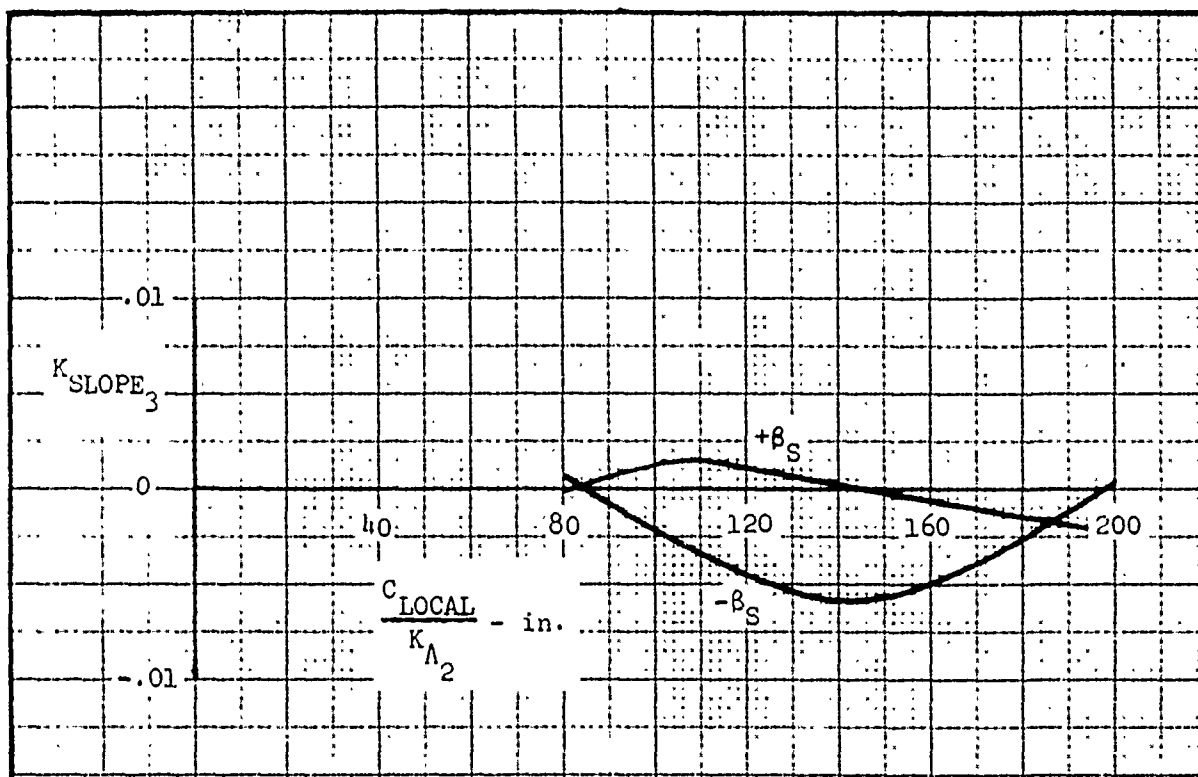 .01
K_SLOPE_3
+β_S
0
40 80 120 160 200
C_LOCAL
K_Λ_2
- in.
-β_S
-.01